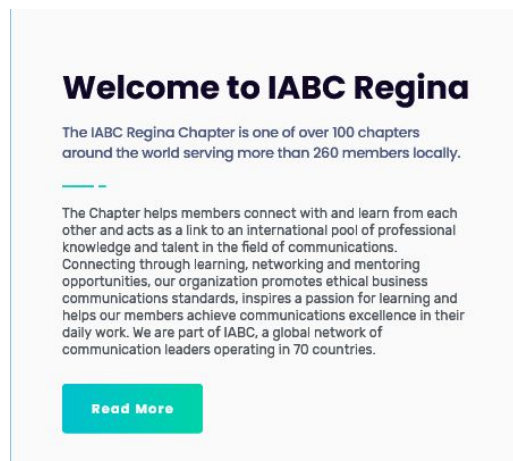 Welcome to IABC Regina
The IABC Regina Chapter is one of over 100 chapters
around the world serving more than 260 members locally.
The Chapter helps members connect with and learn from each
other and acts as a link to an international pool of professional
knowledge and talent in the field of communications.
Connecting through learning, networking and mentoring
opportunities, our organization promotes ethical business
communications standards, inspires a passion for learning and
helps our members achieve communications excellence in their
daily work. We are part of IABC, a global network of
communication leaders operating in 70 countries.
Read More